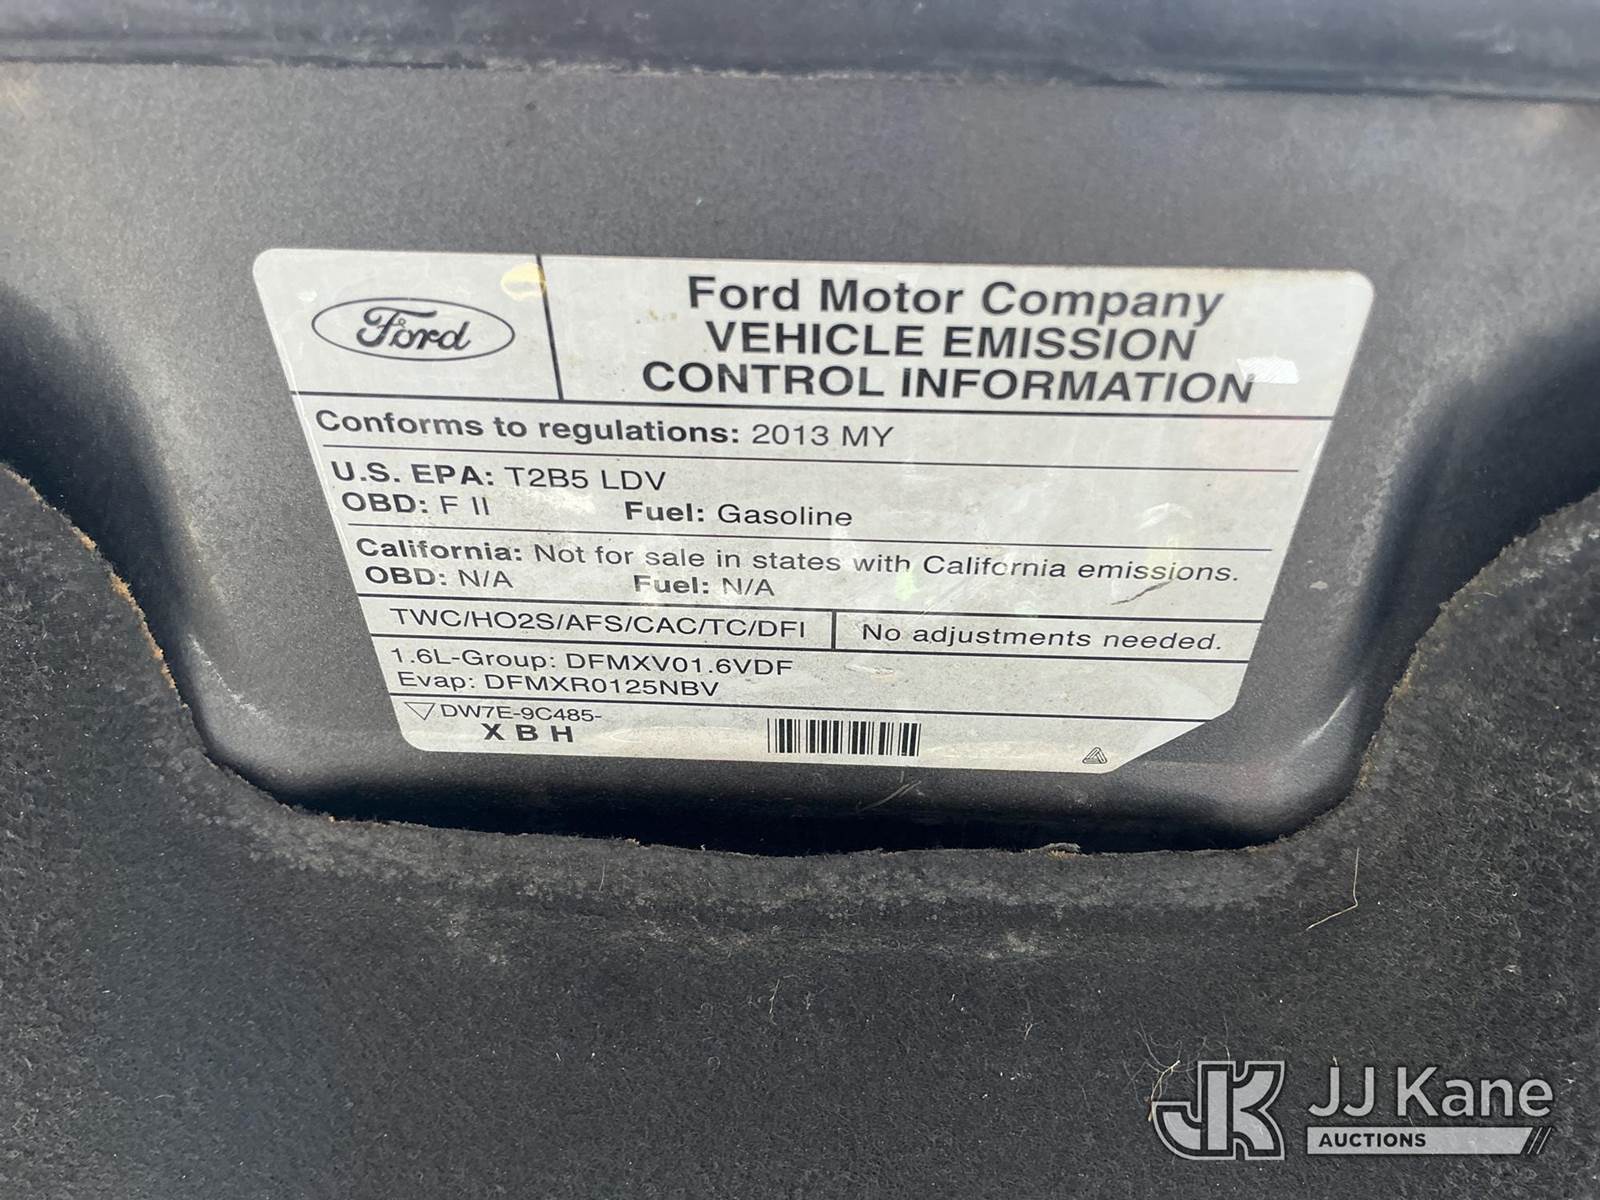 Ford
Ford Motor Company
VEHICLE EMISSION
CONTROL INFORMATION
Conforms to regulations: 2013 MY
U.S. EPA: T2B5 LDV
OBD: F II Fuel: Gasoline
California: Not for sale in states with California emissions.
OBD: N/A Fuel: N/A
TWC/HO2S/AFS/CAC/TC/DFI No adjustments needed.
1.6L-Group: DFMXV01.6VDF
Evap: DFMXR0125NBV
DW7E-9C485-
X B H
JK JJ Kane
AUCTIONS